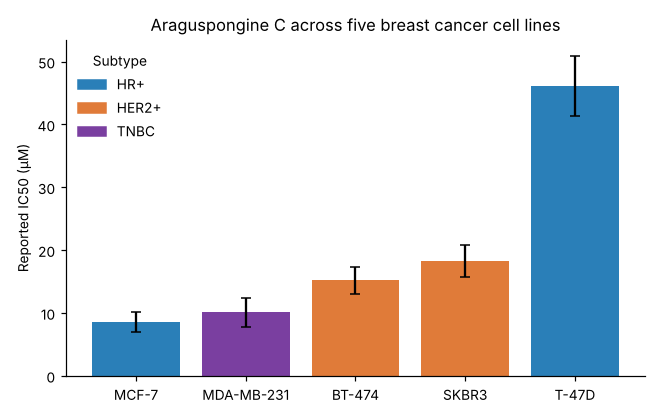 Araguspongine C across five breast cancer cell lines
Subtype
HR+
HER2+
TNBC
Reported IC50 (μM)
50
40
30
20
10
0
MCF-7
MDA-MB-231
BT-474
SKBR3
T-47D